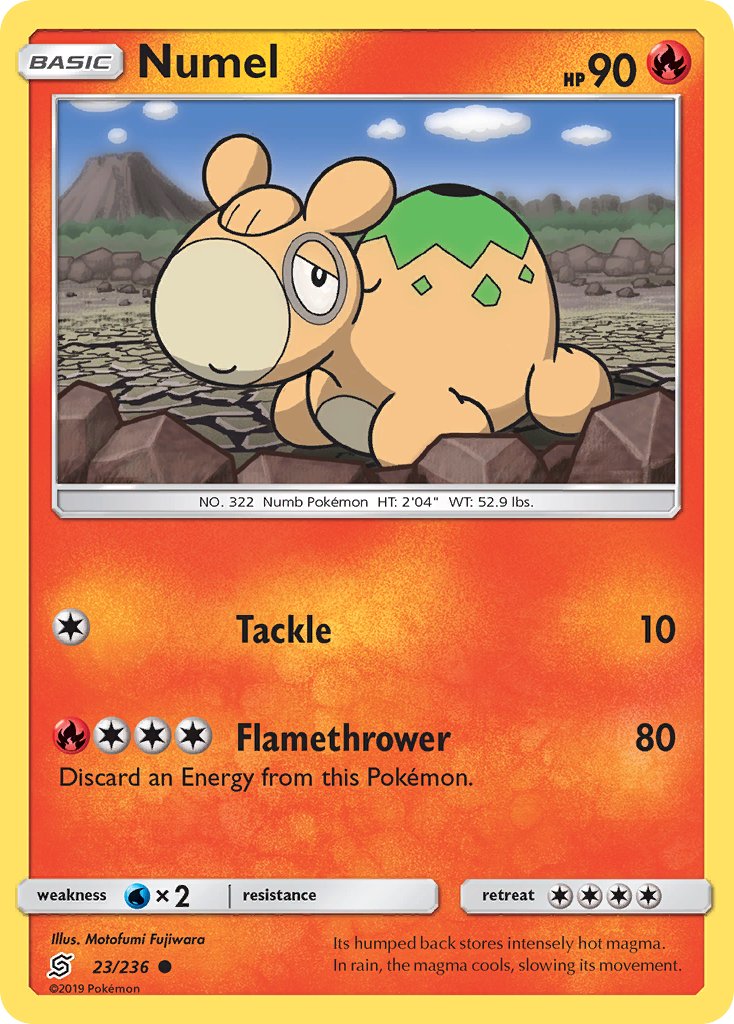 BASIC Numel HP 90
NO. 322 Numb Pokémon HT: 2'04" WT: 52.9 lbs.
Tackle 10
Flamethrower 80
Discard an Energy from this Pokémon.
weakness × 2 resistance retreat
Illus. Motofumi Fujiwara
23/236
©2019 Pokémon
Its humped back stores intensely hot magma.
In rain, the magma cools, slowing its movement.